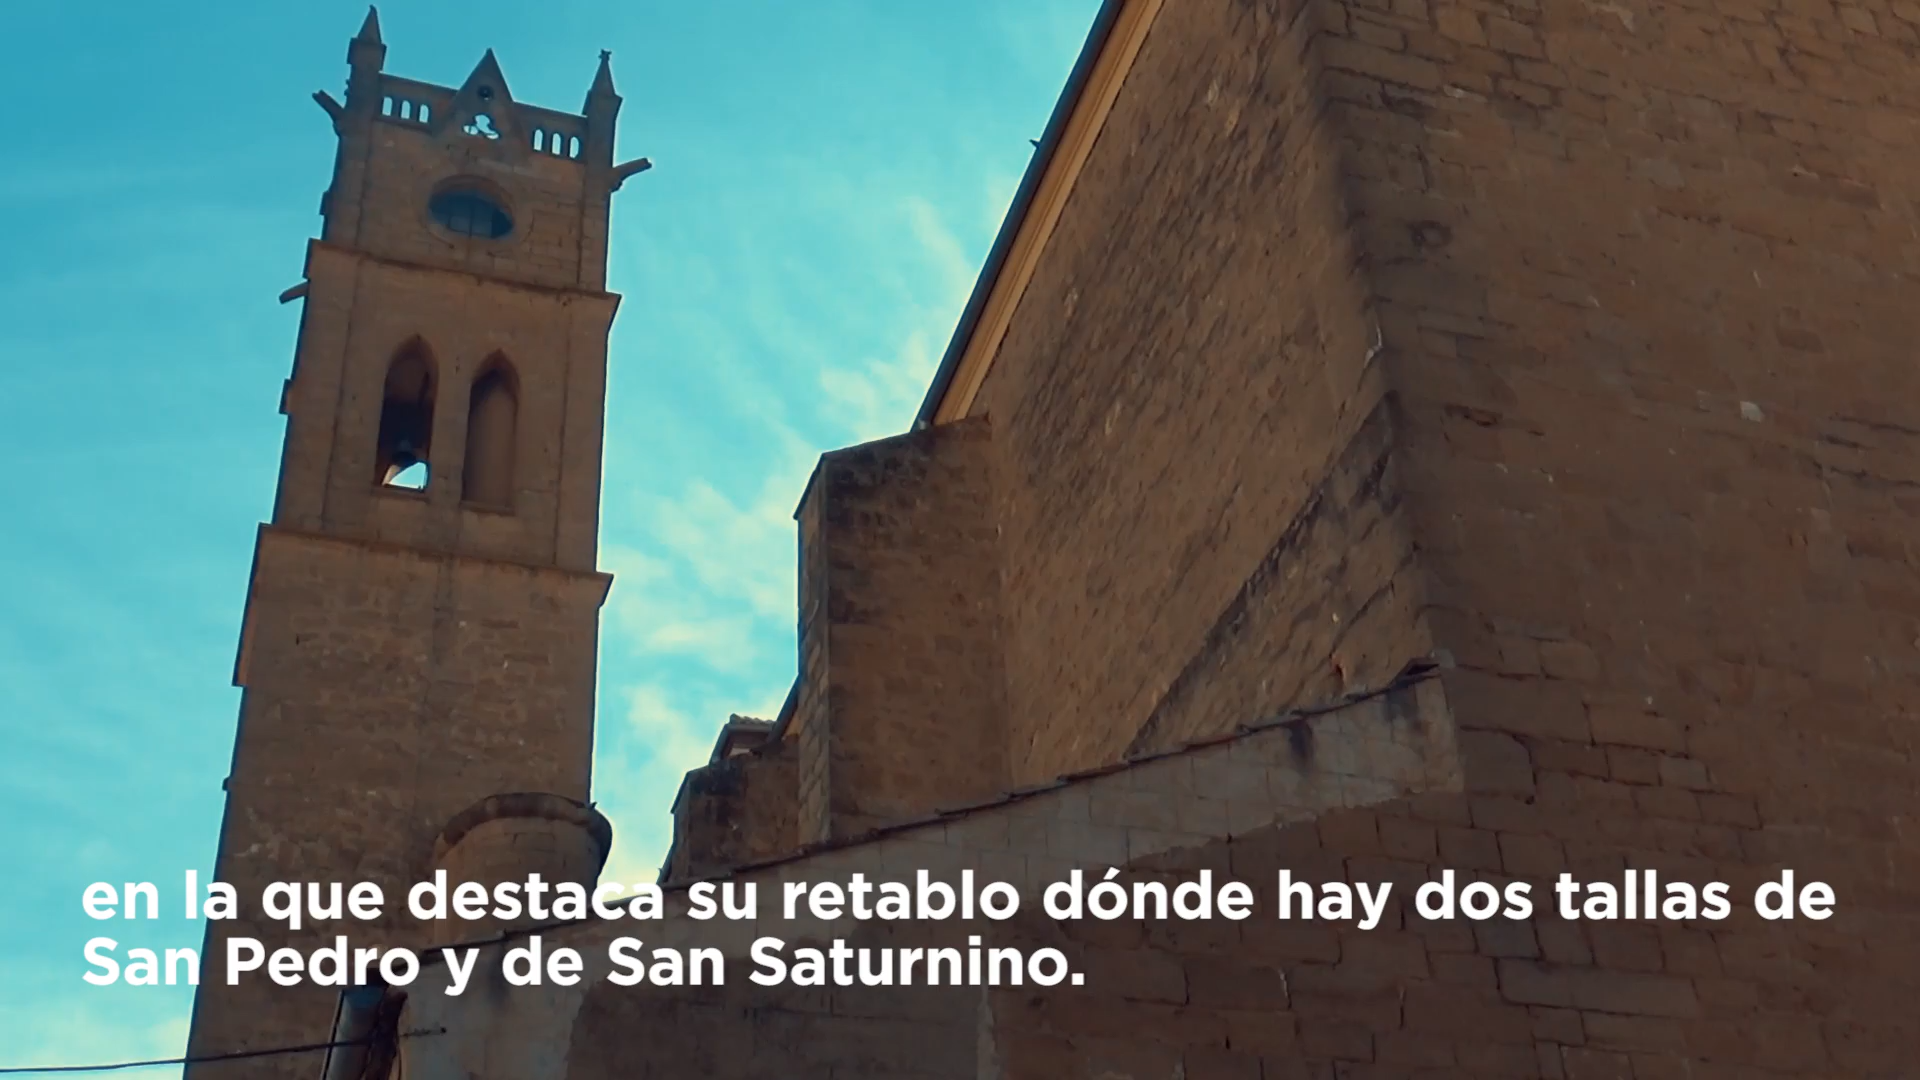 en la que destaca su retablo dónde hay dos tallas de
San Pedro y de San Saturnino.